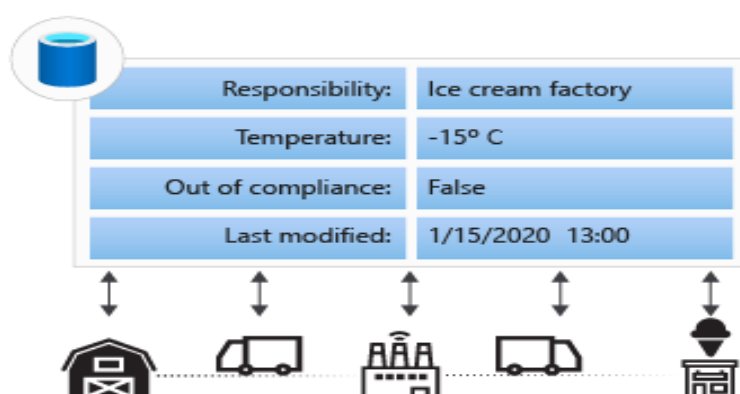 Responsibility: Ice cream factory
Temperature: -15º C
Out of compliance: False
Last modified: 1/15/2020 13:00